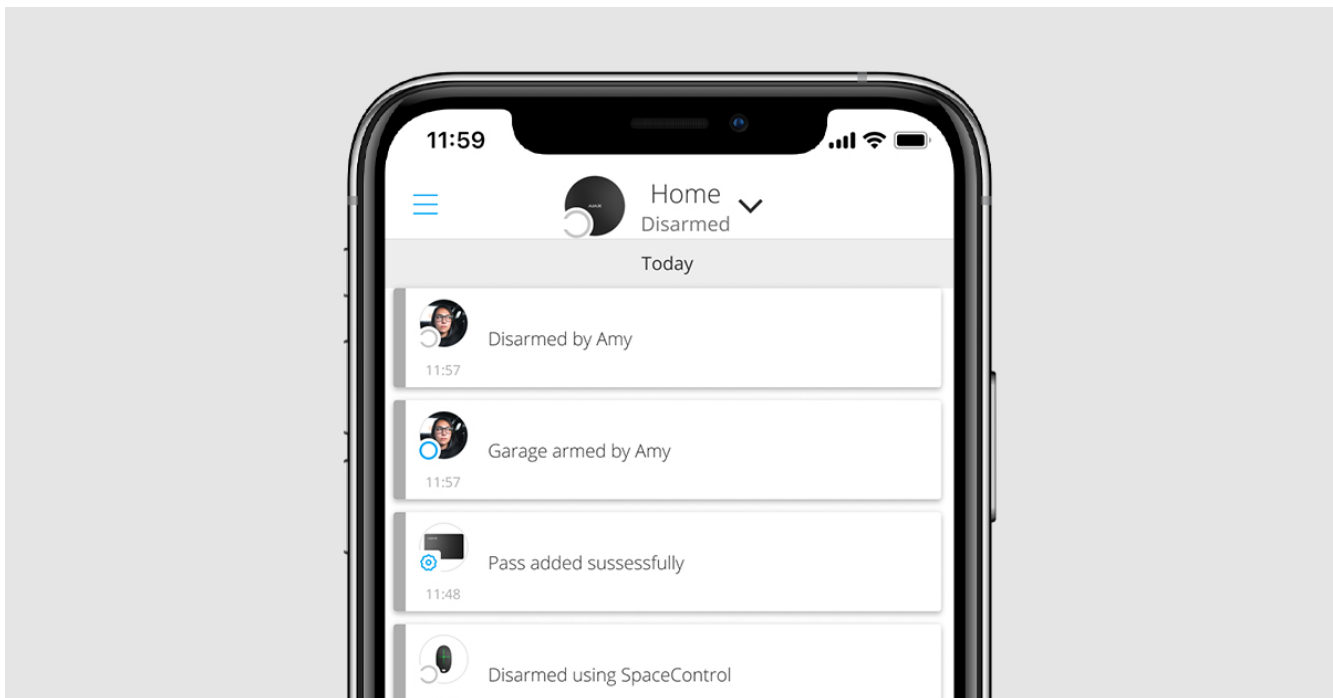 11:59
AJAX
Home
Disarmed
Today
Disarmed by Amy
11:57
Garage armed by Amy
11:57
Pass added sussessfully
11:48
Disarmed using SpaceControl